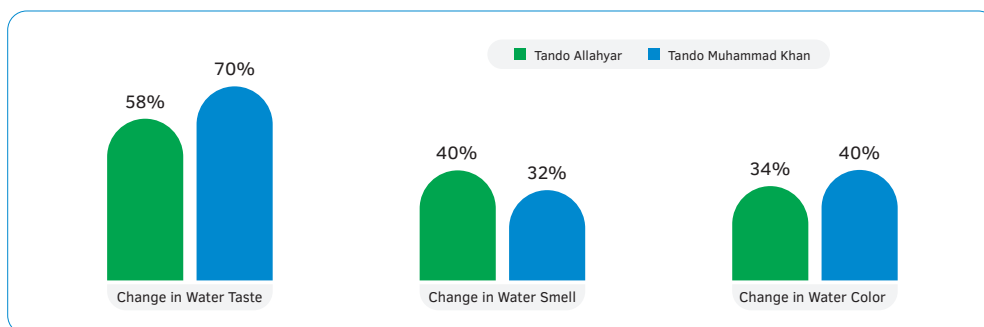 Tando Allahyar Tando Muhammad Khan
70%
58%
40%
32%
34%
40%
Change in Water Taste
Change in Water Smell
Change in Water Color